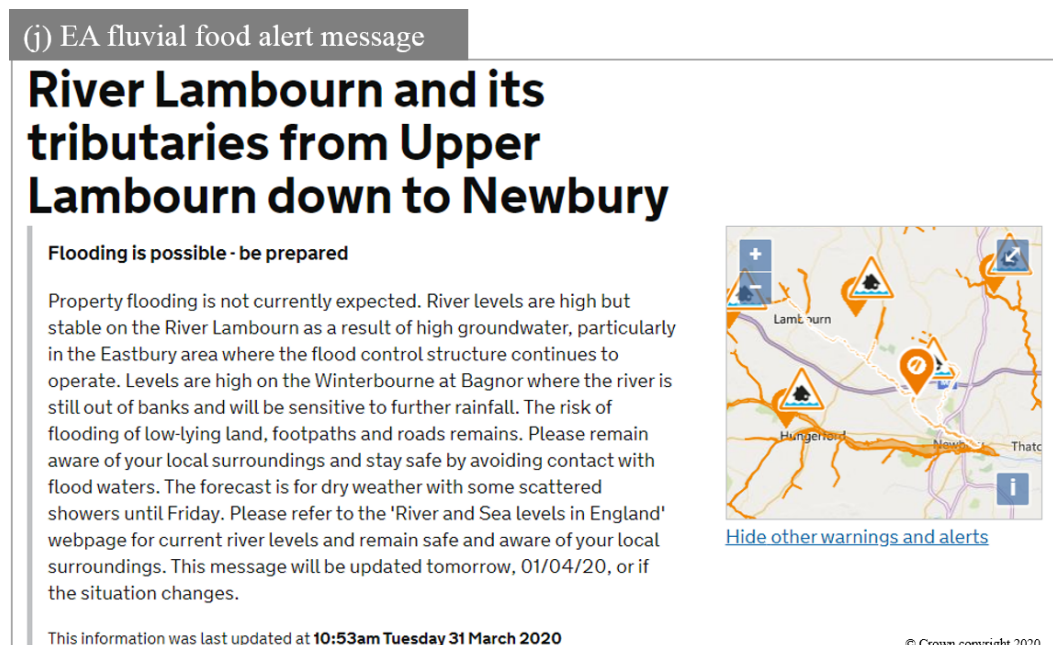 (j) EA fluvial food alert message
River Lambourn and its
tributaries from Upper
Lambourn down to Newbury
Flooding is possible - be prepared
Property flooding is not currently expected. River levels are high but
stable on the River Lambourn as a result of high groundwater, particularly
in the Eastbury area where the flood control structure continues to
operate. Levels are high on the Winterbourne at Bagnor where the river is
still out of banks and will be sensitive to further rainfall. The risk of
flooding of low-lying land, footpaths and roads remains. Please remain
aware of your local surroundings and stay safe by avoiding contact with
flood waters. The forecast is for dry weather with some scattered
showers until Friday. Please refer to the 'River and Sea levels in England'
webpage for current river levels and remain safe and aware of your local
surroundings. This message will be updated tomorrow, 01/04/20, or if
the situation changes.
This information was last updated at 10:53am Tuesday 31 March 2020
+
−
Lambourn
Hungerford
Newbury
Thatc
i
Hide other warnings and alerts
© Crown copyright 2020